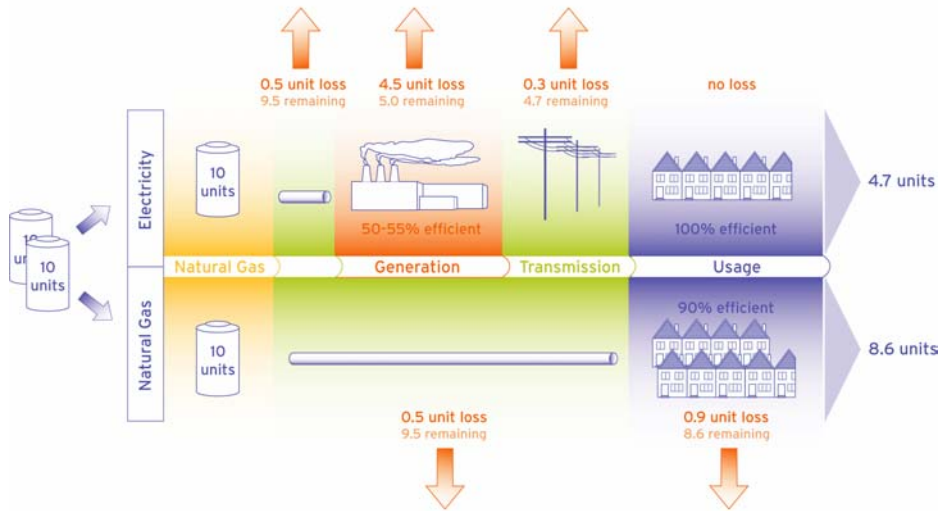 0.5 unit loss
9.5 remaining
4.5 unit loss
5.0 remaining
0.3 unit loss
4.7 remaining
no loss
Electricity
10
units
50-55% efficient
100% efficient
4.7 units
10
10
units
Natural Gas
Generation
Transmission
Usage
Natural Gas
10
units
90% efficient
8.6 units
0.5 unit loss
9.5 remaining
0.9 unit loss
8.6 remaining